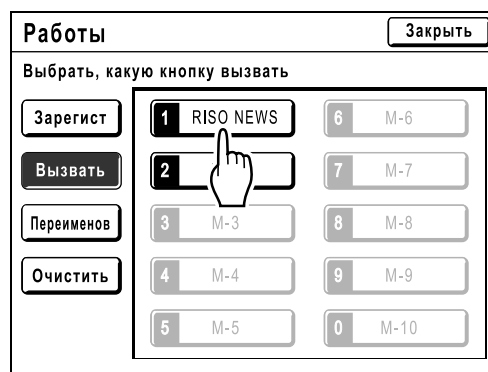 Работы
Закрыть
Выбрать, какую кнопку вызвать
Зарегист
Вызвать
Переименов
Очистить
1 RISO NEWS
2
3 M-3
4 M-4
5 M-5
6 M-6
7 M-7
8 M-8
9 M-9
0 M-10